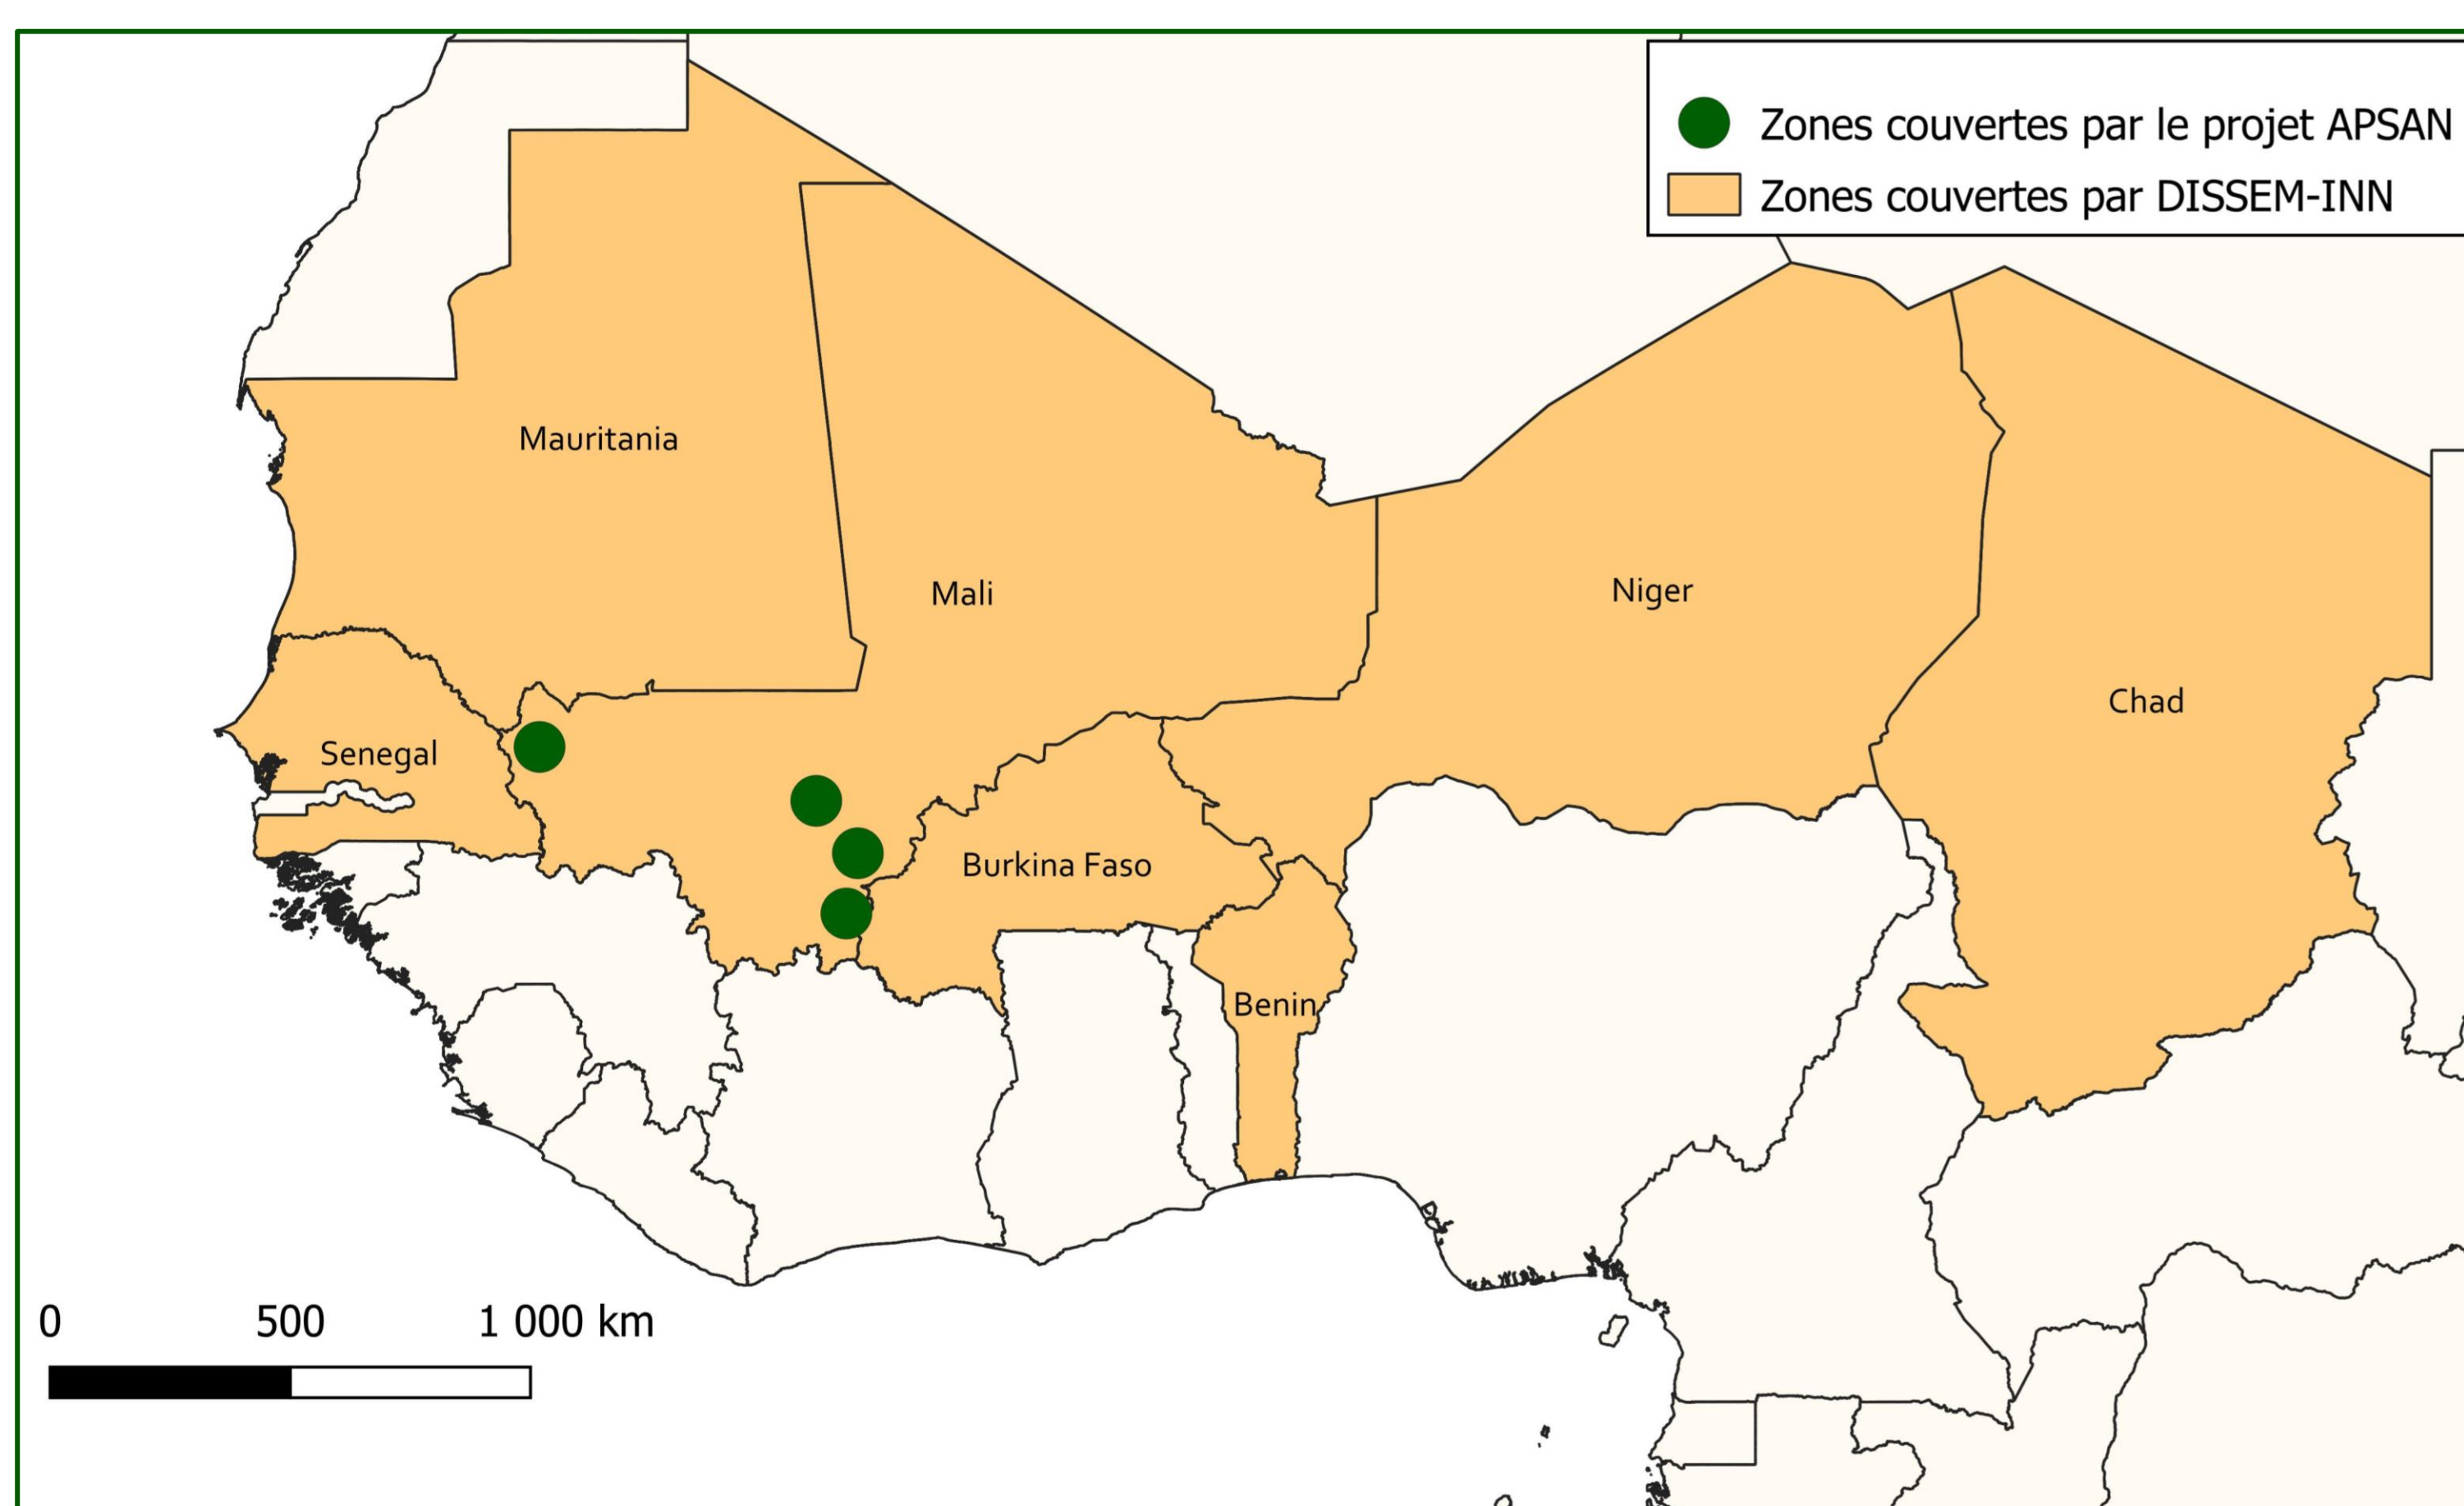 Zones couvertes par le projet APSAN
Zones couvertes par DISSEM-INN
Mauritania
Mali
Niger
Chad
Senegal
Burkina Faso
Benin
0 500 1 000 km